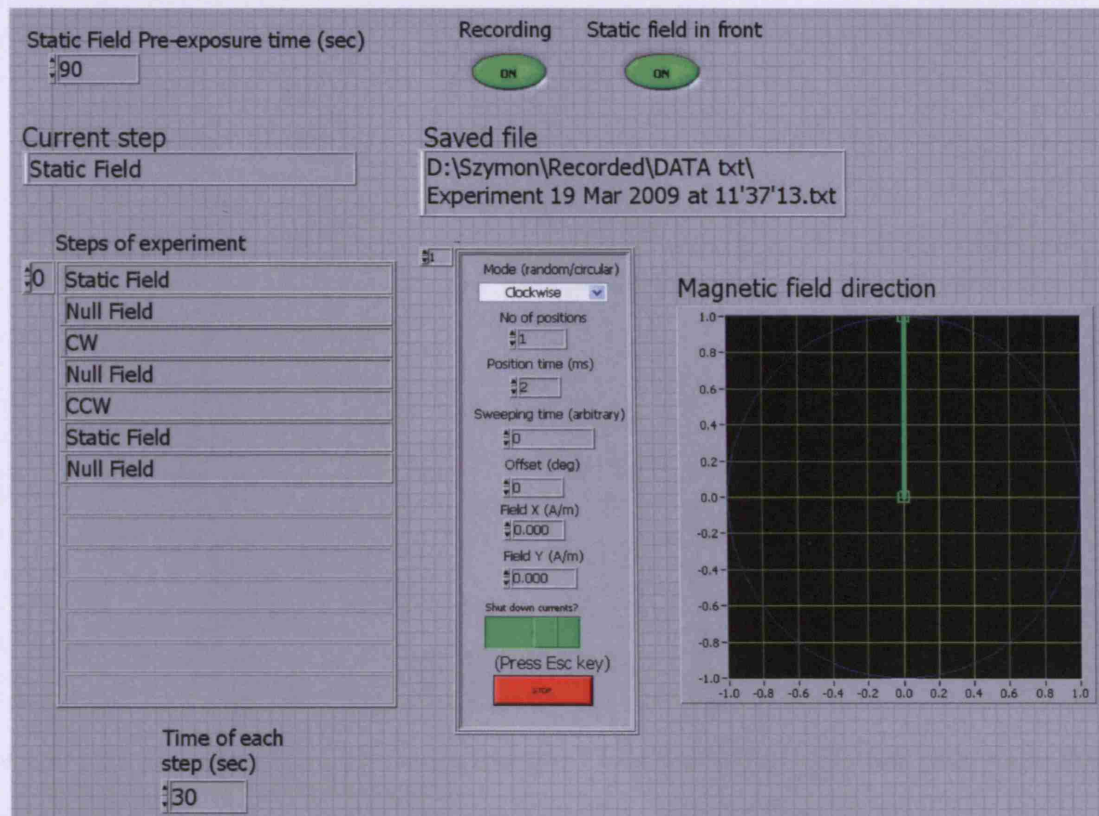 Static Field Pre-exposure time (sec)
90
Recording
ON
Static field in front
ON
Current step
Static Field
Saved file
D:\Szymon\Recorded\DATA txt\
Experiment 19 Mar 2009 at 11'37'13.txt
Steps of experiment
0
Static Field
Null Field
CW
Null Field
CCW
Static Field
Null Field
Time of each
step (sec)
30
1
Mode (random/circular)
Clockwise
No of positions
1
Position time (ms)
2
Sweeping time (arbitrary)
0
Offset (deg)
0
Field X (A/m)
0.000
Field Y (A/m)
0.000
Shut down currents?
(Press Esc key)
STOP
Magnetic field direction
1.0
0.8
0.6
0.4
0.2
0.0
-0.2
-0.4
-0.6
-0.8
-1.0
-1.0 -0.8 -0.6 -0.4 -0.2 0.0 0.2 0.4 0.6 0.8 1.0